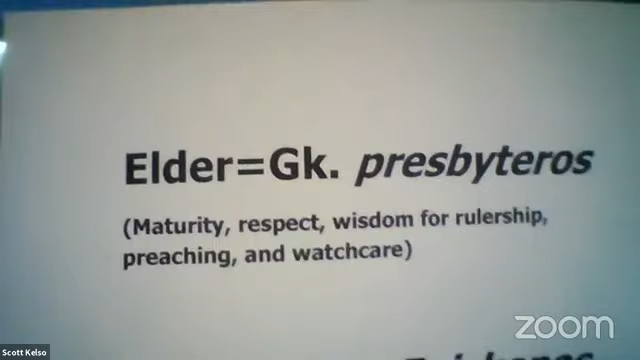 Elder=Gk. presbyteros
(Maturity, respect, wisdom for rulership,
preaching, and watchcare)
zoom
Scott Kelso